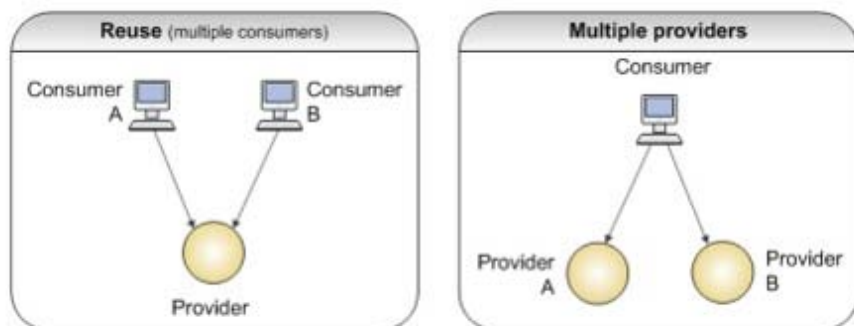 Reuse (multiple consumers)
Consumer
A
Consumer
B
Provider
Multiple providers
Consumer
Provider
A
Provider
B